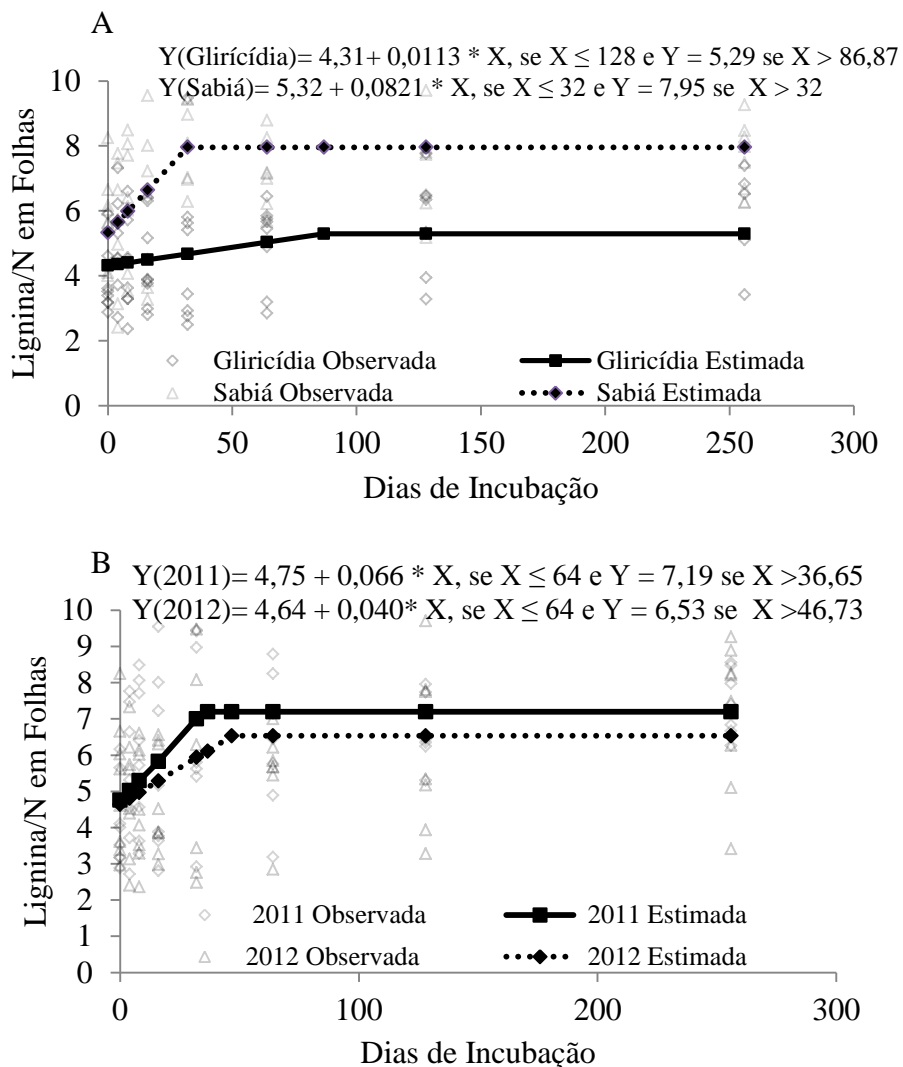 A
Y(Glirícídia)= 4,31+ 0,0113 * X, se X ≤ 128 e Y = 5,29 se X > 86,87
Y(Sabiá)= 5,32 + 0,0821 * X, se X ≤ 32 e Y = 7,95 se X > 32
Lignina/N em Folhas
10
8
6
4
2
0
Gliricídia Observada
Gliricídia Estimada
Sabiá Observada
Sabiá Estimada
0 50 100 150 200 250 300
Dias de Incubação
B
Y(2011)= 4,75 + 0,066 * X, se X ≤ 64 e Y = 7,19 se X >36,65
Y(2012)= 4,64 + 0,040* X, se X ≤ 64 e Y = 6,53 se X >46,73
Lignina/N em Folhas
10
9
8
7
6
5
4
3
2
1
0
2011 Observada
2011 Estimada
2012 Observada
2012 Estimada
0 100 200 300
Dias de Incubação